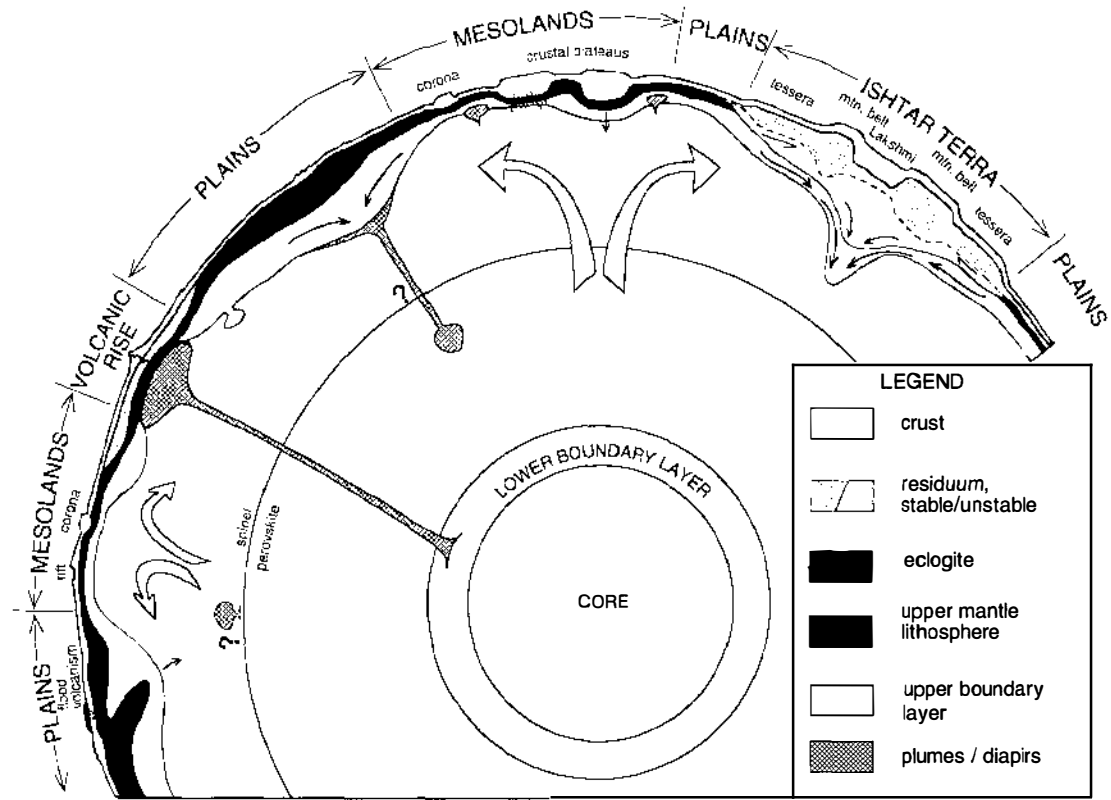 MESOLANDS
PLAINS
ISHTAR TERRA
corona
crustal plateaus
tessera
mtn. belt
Lakshmi
mtn. belt
tessera
PLAINS
PLAINS
VOLCANIC
RISE
MESOLANDS
corona
rift
PLAINS
flood
volcanism
?
?
spinel
perovskite
LOWER BOUNDARY LAYER
CORE
LEGEND
crust
residuum,
stable/unstable
eclogite
upper mantle
lithosphere
upper boundary
layer
plumes / diapirs